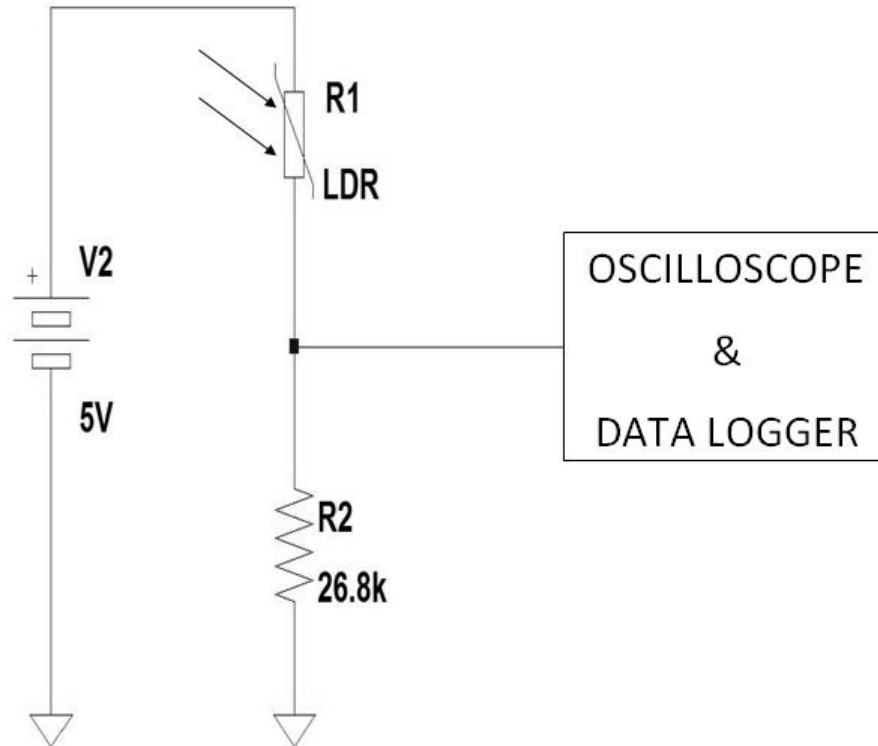 R1
LDR
+
V2
5V
OSCILLOSCOPE
&
DATA LOGGER
R2
26.8k